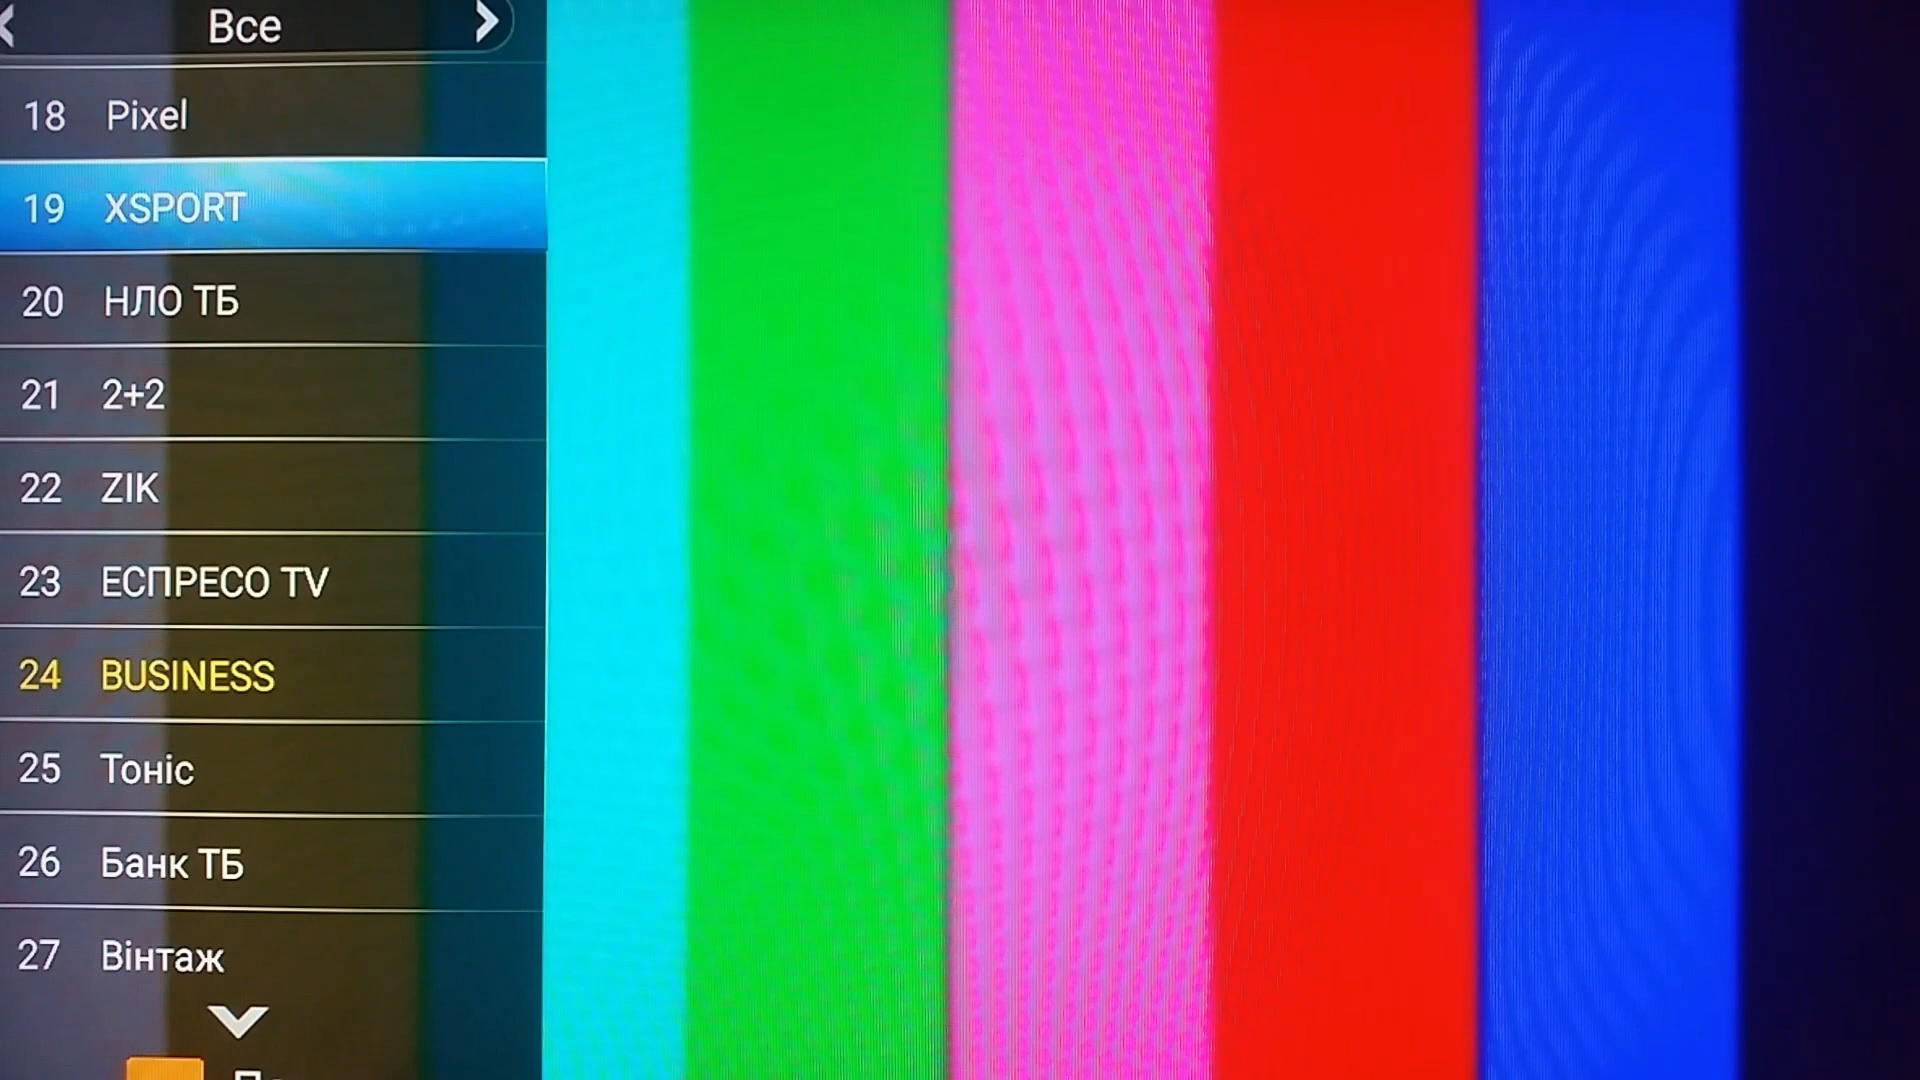 Все
18 Pixel
19 XSPORT
20 НЛО ТБ
21 2+2
22 ZIK
23 ЕСПРЕСО TV
24 BUSINESS
25 Тоніс
26 Банк ТБ
27 Вінтаж